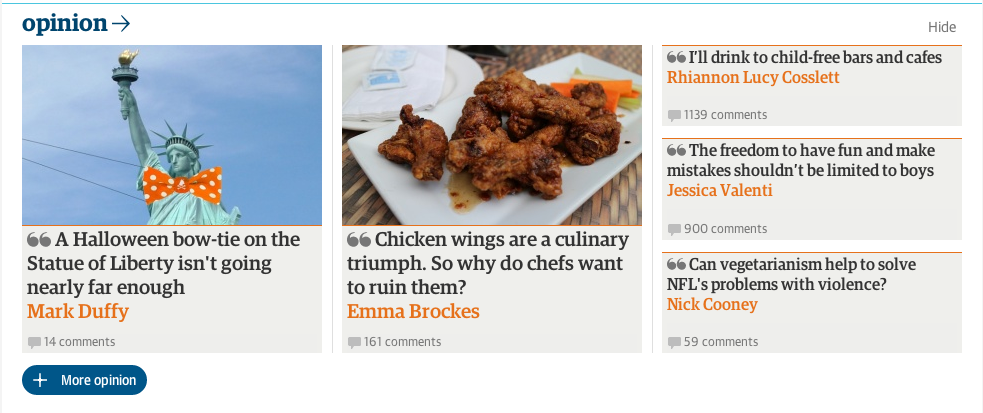 opinion
Hide
A Halloween bow-tie on the
Statue of Liberty isn't going
nearly far enough
Mark Duffy
14 comments
Chicken wings are a culinary
triumph. So why do chefs want
to ruin them?
Emma Brockes
161 comments
I'll drink to child-free bars and cafes
Rhiannon Lucy Cosslett
1139 comments
The freedom to have fun and make
mistakes shouldn't be limited to boys
Jessica Valenti
900 comments
Can vegetarianism help to solve
NFL's problems with violence?
Nick Cooney
59 comments
+ More opinion